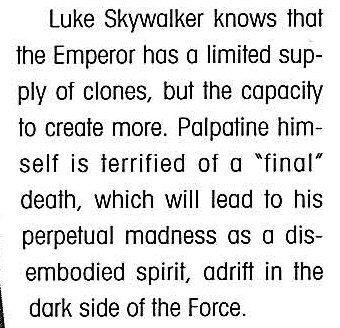 Luke Skywalker knows that
the Emperor has a limited sup-
ply of clones, but the capacity
to create more. Palpatine him-
self is terrified of a “final”
death, which will lead to his
perpetual madness as a dis-
embodied spirit, adrift in the
dark side of the Force.